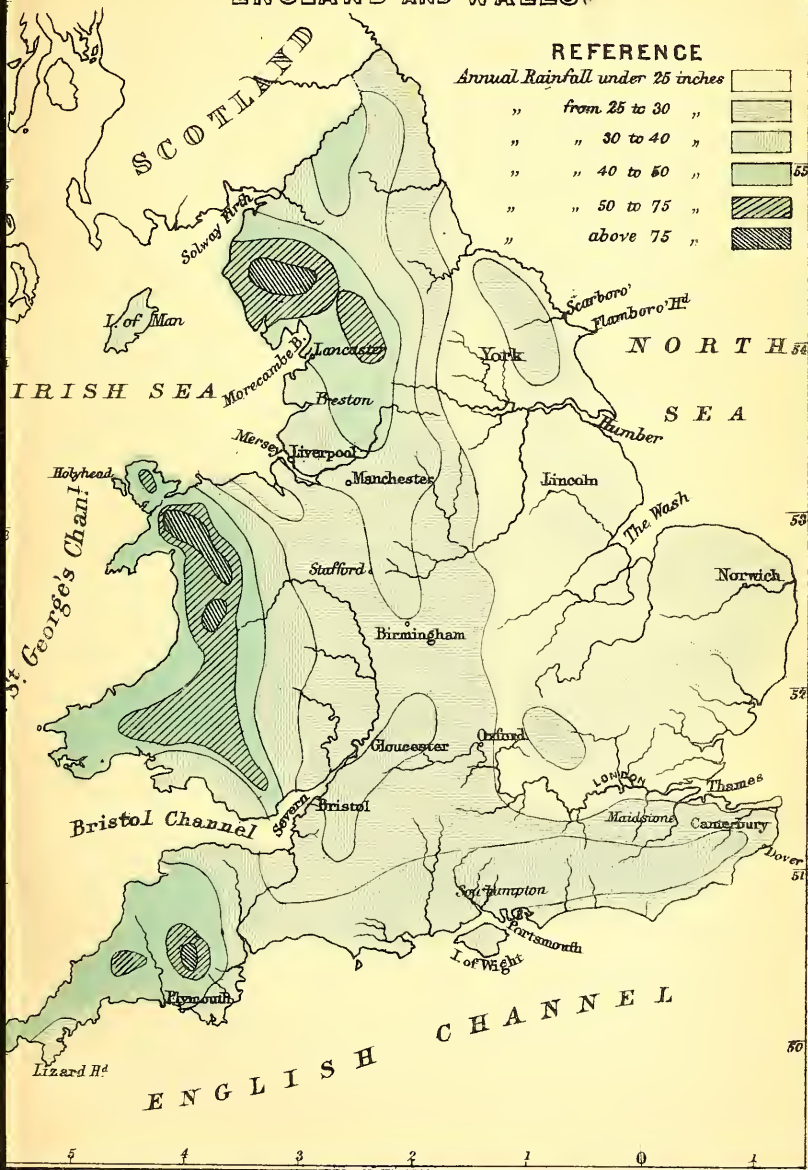 ENGLAND AND WALES
REFERENCE
Annual Rainfall under 25 inches
„ from 25 to 30 „
„ „ 30 to 40 „
„ „ 40 to 50 „
„ „ 50 to 75 „
„ above 75 „
SCOTLAND
55
Solway Firth
I. of Man
Scarboro'
Flamboro' Hd
Lancaster
York
NORTH
54
Morecambe B.
IRISH SEA
Preston
SEA
Humber
Mersey
Liverpool
Holyhead
Manchester
Lincoln
St. George's Chanl
The Wash
53
3
Stafford
Norwich
Birmingham
52
Gloucester
Oxford
LONDON
Thames
Severn
Bristol
Bristol Channel
Maidstone
Canterbury
Dover
51
Southampton
Portsmouth
I. of Wight
Plymouth
ENGLISH CHANNEL
50
Lizard Hd
5 4 3 2 1 0 1